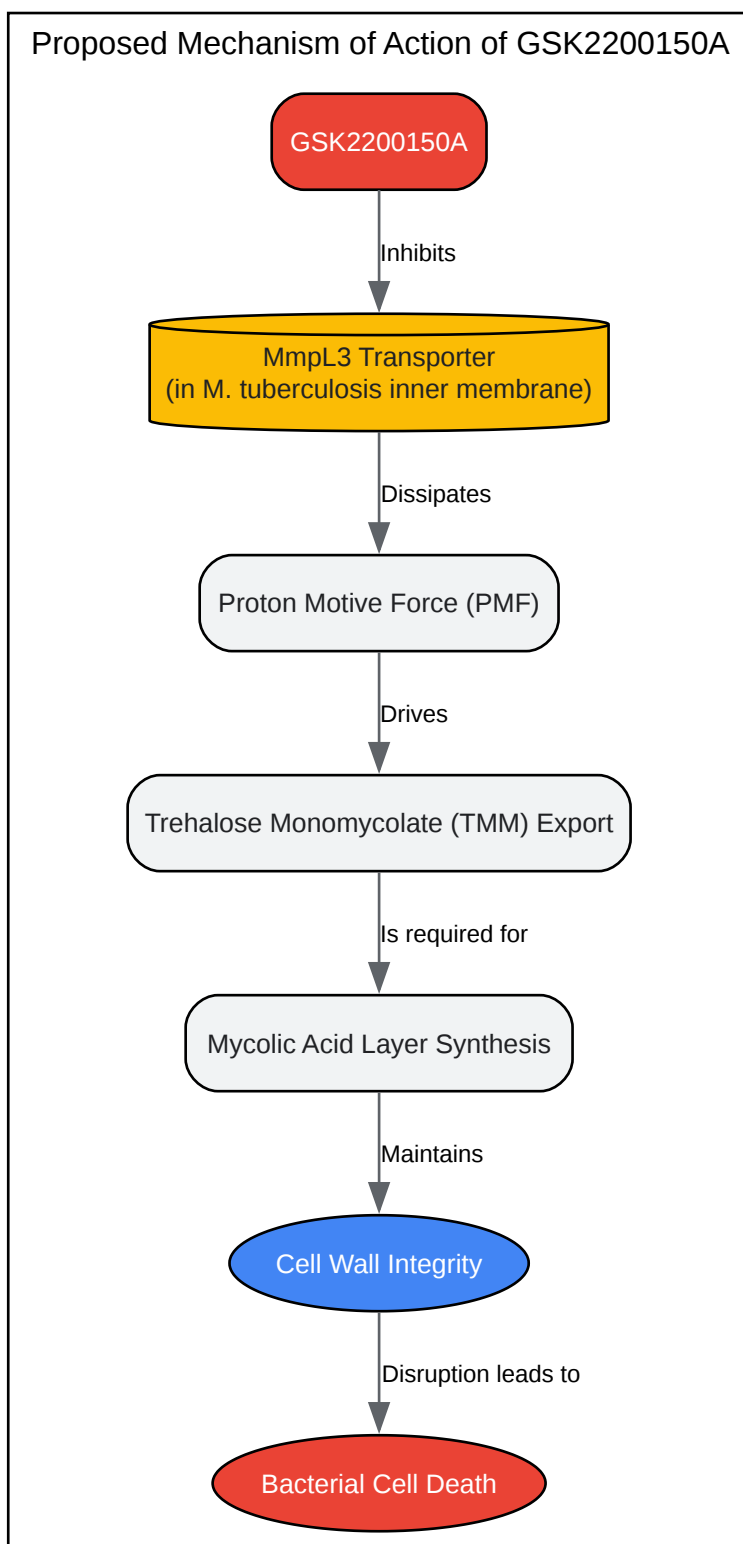 Proposed Mechanism of Action of GSK2200150A
GSK2200150A
Inhibits
MmpL3 Transporter
(in M. tuberculosis inner membrane)
Dissipates
Proton Motive Force (PMF)
Drives
Trehalose Monomycolate (TMM) Export
Is required for
Mycolic Acid Layer Synthesis
Maintains
Cell Wall Integrity
Disruption leads to
Bacterial Cell Death